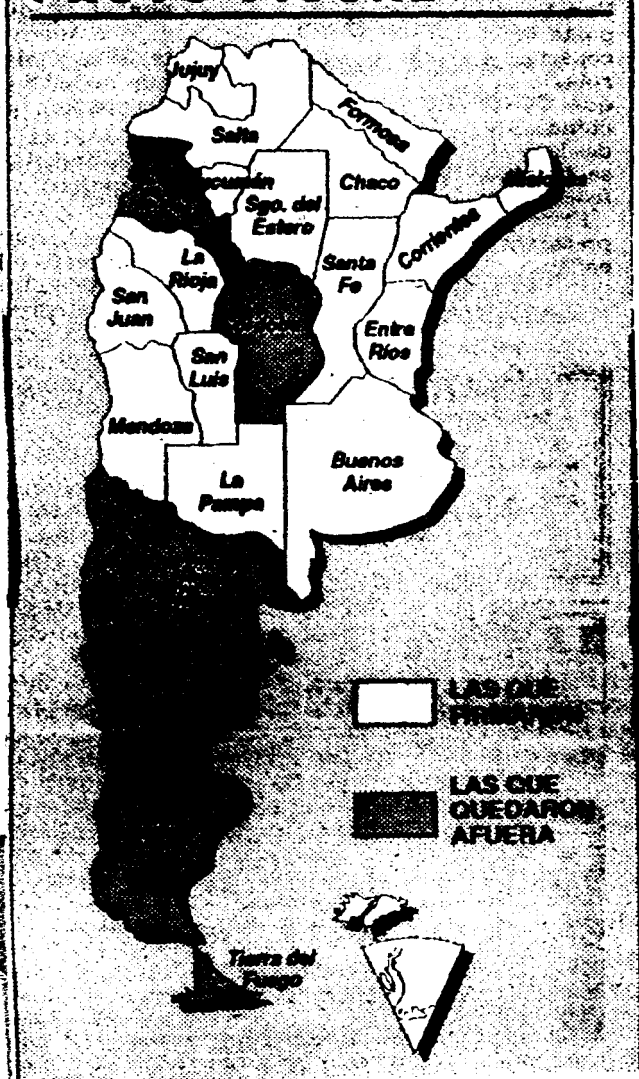 Jujuy
Formosa
Salta
Chaco
Sgo. del
Estero
Corrientes
La
Rioja
Santa
Fe
San
Juan
Entre
Ríos
San
Luis
Mendoza
Buenos
Aires
La
Pampa
LAS QUE
FIRMARON
LAS QUE
QUEDARON
AFUERA
Tierra del
Fuego